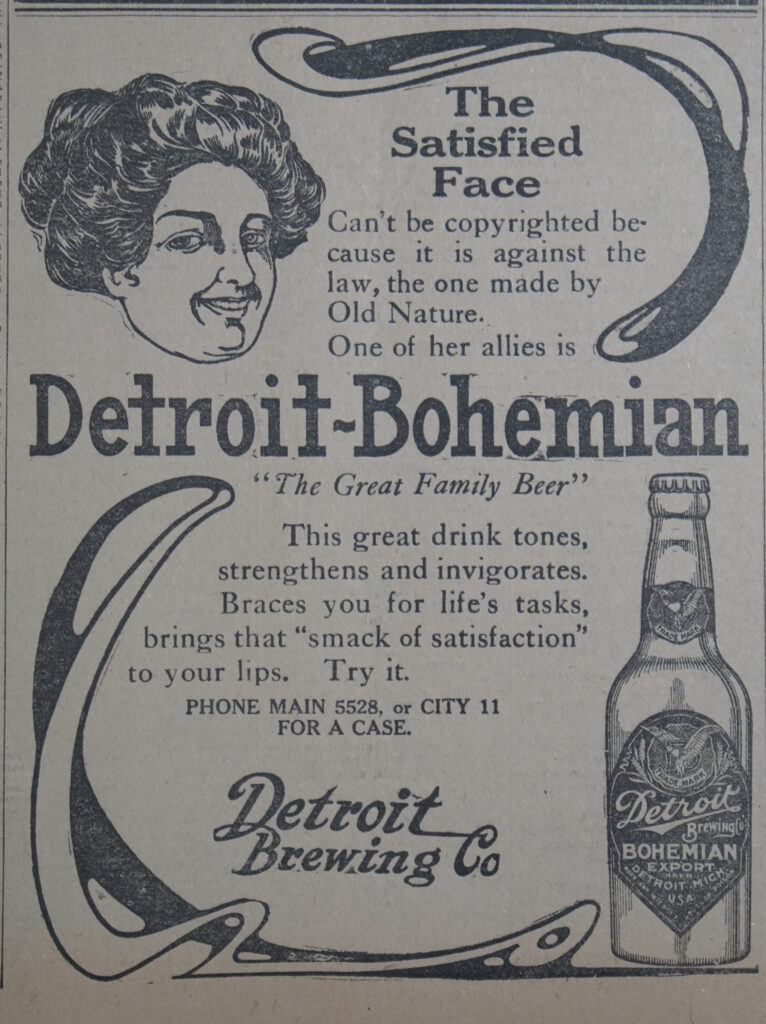 The
Satisfied
Face
Can't be copyrighted be-
cause it is against the
law, the one made by
Old Nature.
One of her allies is
Detroit-Bohemian
"The Great Family Beer"
This great drink tones,
strengthens and invigorates.
Braces you for life's tasks,
brings that "smack of satisfaction"
to your lips. Try it.
PHONE MAIN 5528, or CITY 11
FOR A CASE.
Detroit
Brewing Co
TRADE MARK
TRADE MARK
Detroit
Brewing Co
BOHEMIAN
EXPORT
BEER
DETROIT, MICH.
USA